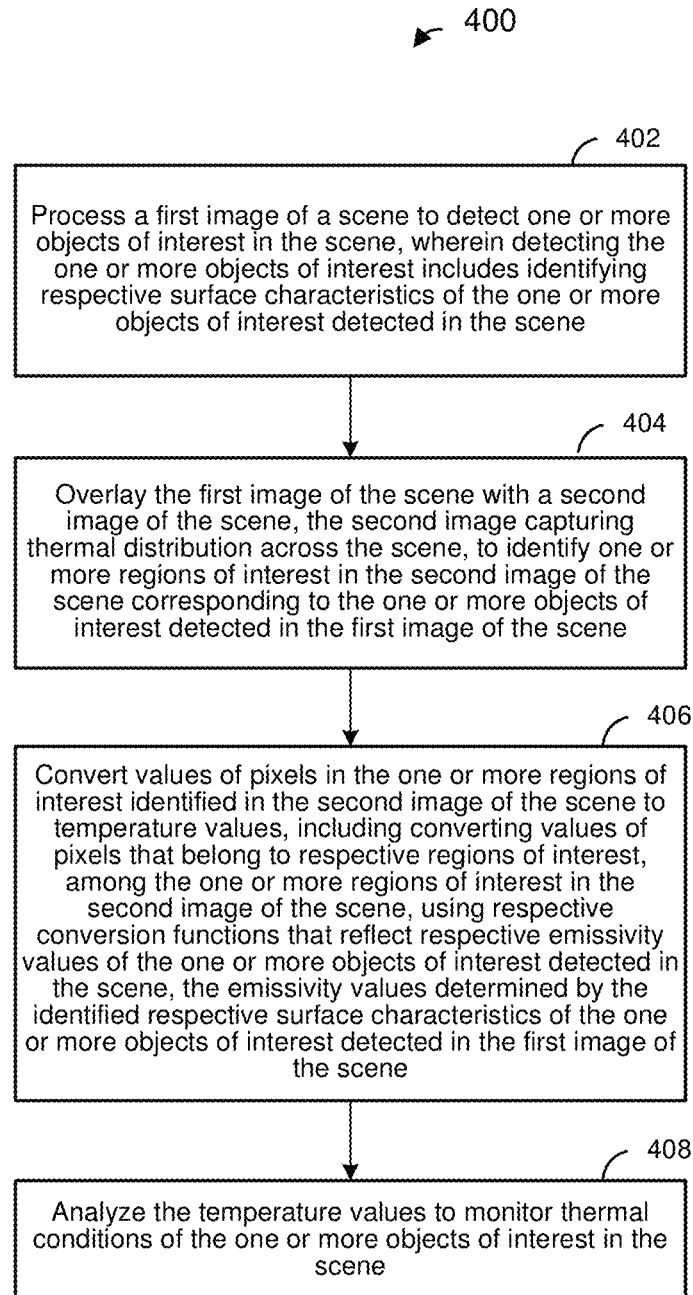 400
402
Process a first image of a scene to detect one or more
objects of interest in the scene, wherein detecting the
one or more objects of interest includes identifying
respective surface characteristics of the one or more
objects of interest detected in the scene
404
Overlay the first image of the scene with a second
image of the scene, the second image capturing
thermal distribution across the scene, to identify one or
more regions of interest in the second image of the
scene corresponding to the one or more objects of
interest detected in the first image of the scene
406
Convert values of pixels in the one or more regions of
interest identified in the second image of the scene to
temperature values, including converting values of
pixels that belong to respective regions of interest,
among the one or more regions of interest in the
second image of the scene, using respective
conversion functions that reflect respective emissivity
values of the one or more objects of interest detected in
the scene, the emissivity values determined by the
identified respective surface characteristics of the one
or more objects of interest detected in the first image of
the scene
408
Analyze the temperature values to monitor thermal
conditions of the one or more objects of interest in the
scene